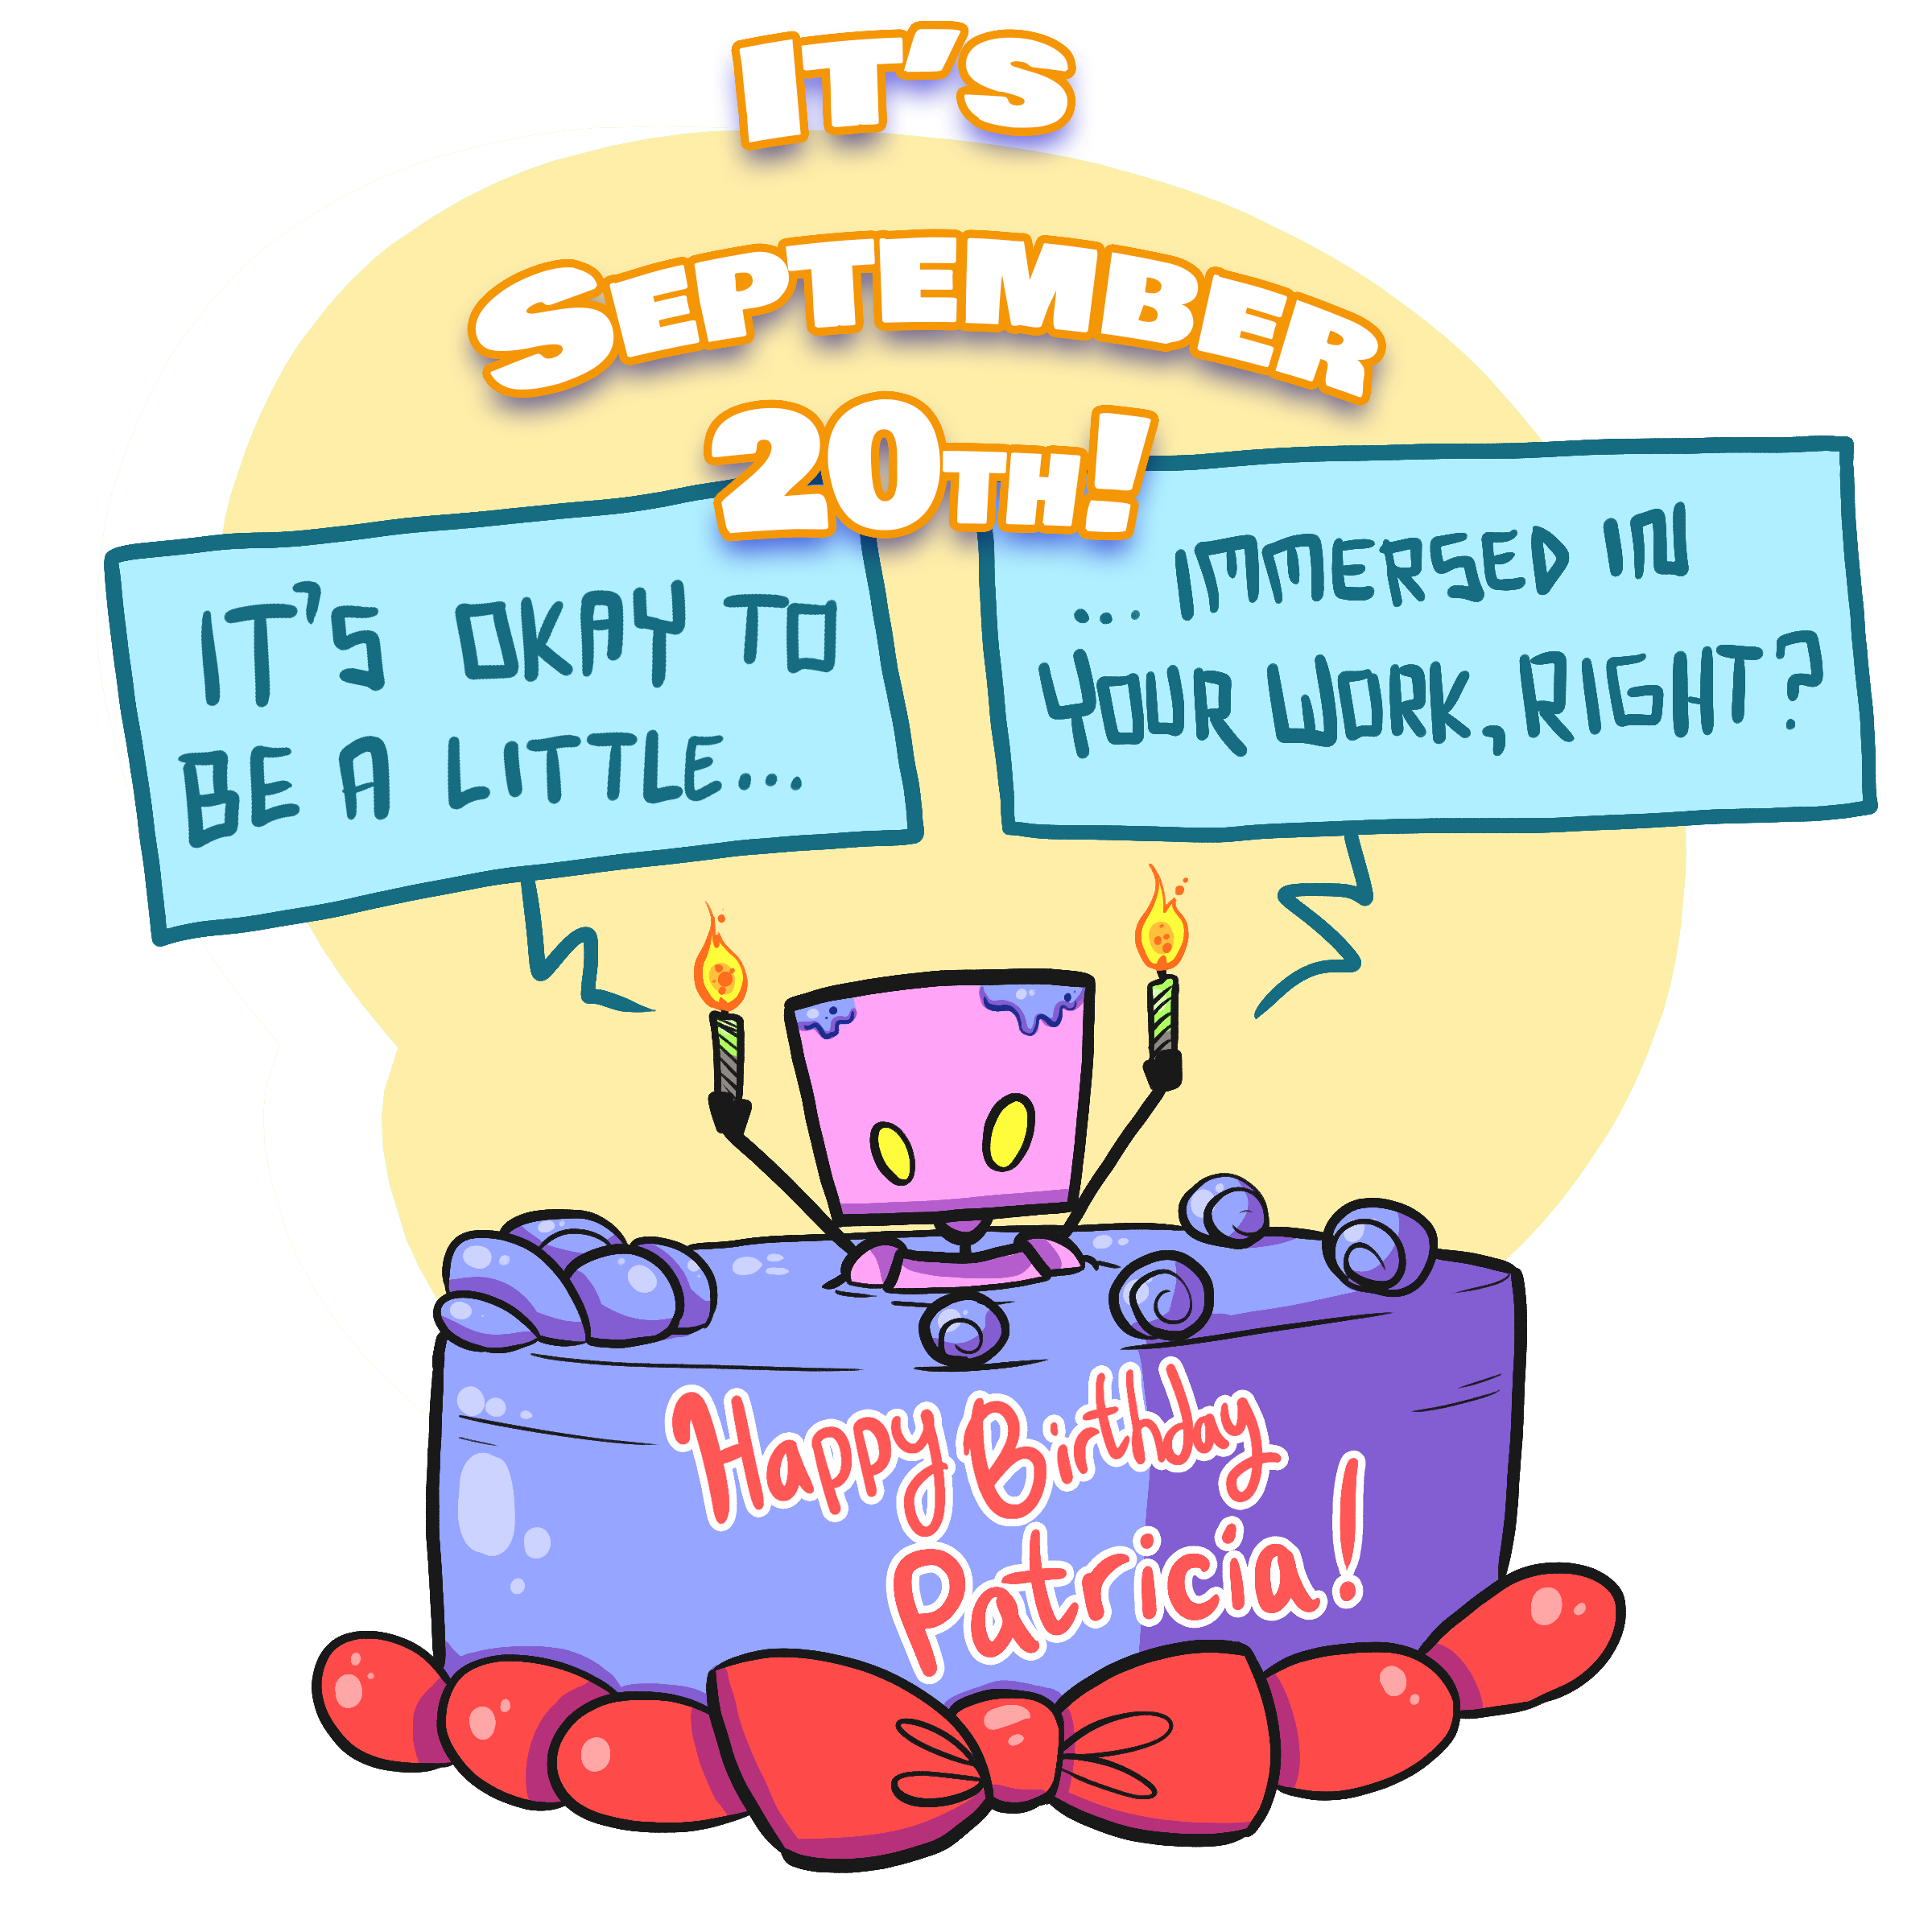 It's
September
20th!
IT'S OKAY TO
BE A LITTLE...
...IMMERSED IN
YOUR WORK, RIGHT?
Happy Birthday
Patricia!